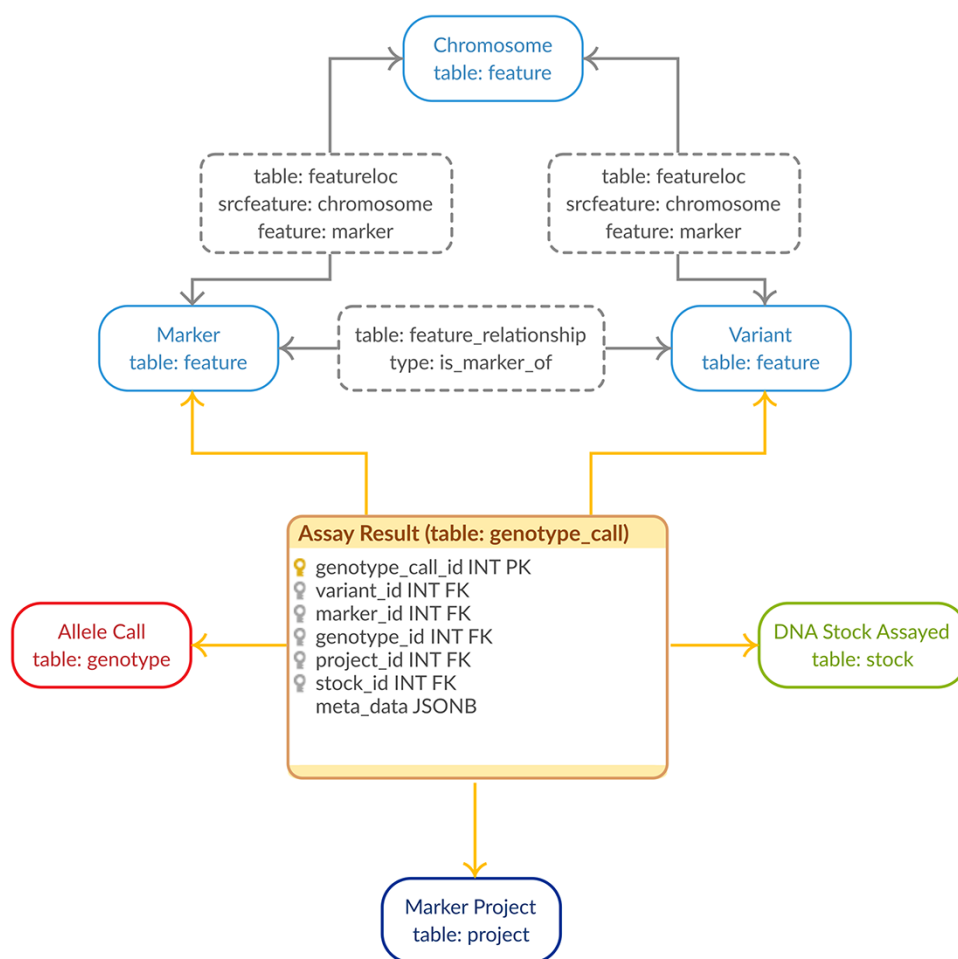 Chromosome
table: feature
table: featureloc
srcfeature: chromosome
feature: marker
table: featureloc
srcfeature: chromosome
feature: marker
Marker
table: feature
table: feature_relationship
type: is_marker_of
Variant
table: feature
Assay Result (table: genotype_call)
genotype_call_id INT PK
variant_id INT FK
marker_id INT FK
genotype_id INT FK
project_id INT FK
stock_id INT FK
meta_data JSONB
Allele Call
table: genotype
DNA Stock Assayed
table: stock
Marker Project
table: project